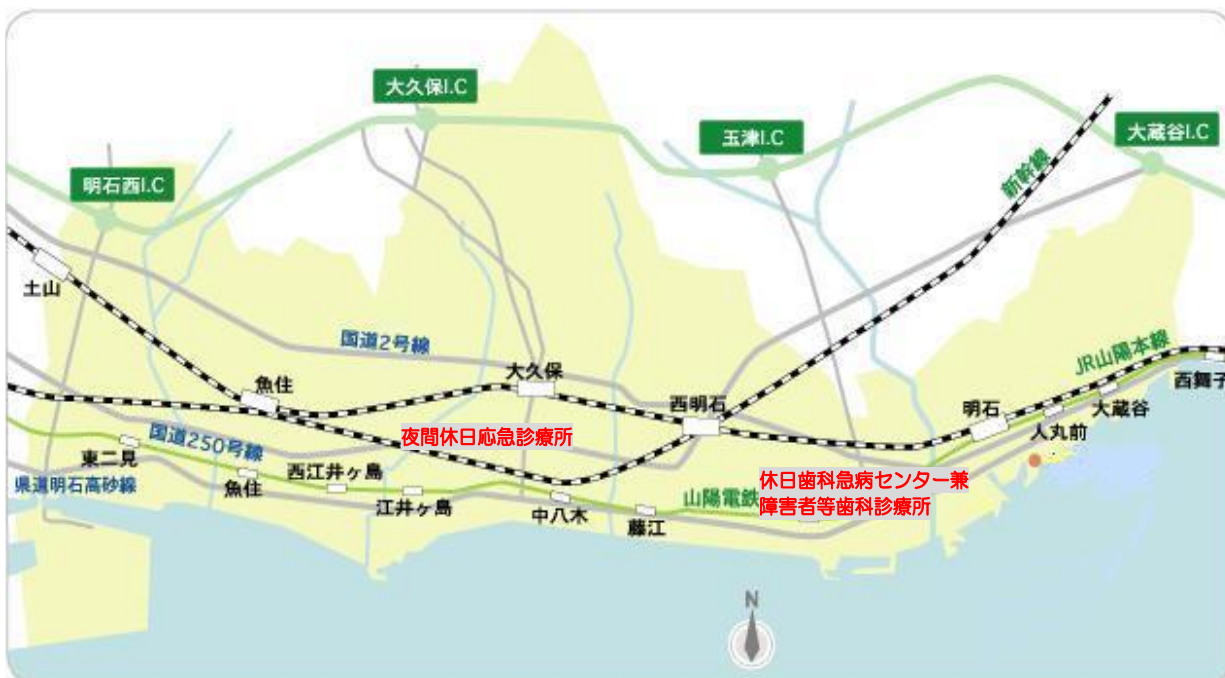 大久保I.C
玉津I.C
大蔵谷I.C
明石西I.C
新幹線
土山
国道2号線
JR山陽本線
西舞子
大久保
魚住
西明石
明石
大蔵谷
人丸前
国道250号線
夜間休日応急診療所
東二見
西江井ヶ島
魚住
県道明石高砂線
江井ヶ島
中八木
藤江
山陽電鉄
休日歯科急病センター兼
障害者等歯科診療所
N